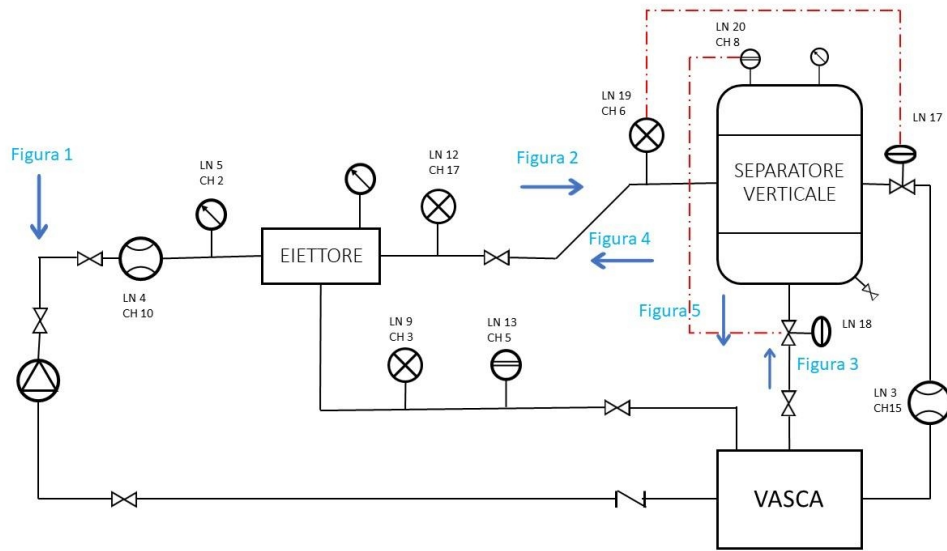 LN 20
CH 8
LN 19
CH 6
LN 17
Figura 1
LN 5
CH 2
LN 12
CH 17
Figura 2
SEPARATORE
VERTICALE
EIETTORE
Figura 4
LN 4
CH 10
Figura 5
LN 18
LN 9
CH 3
LN 13
CH 5
Figura 3
LN 3
CH15
VASCA